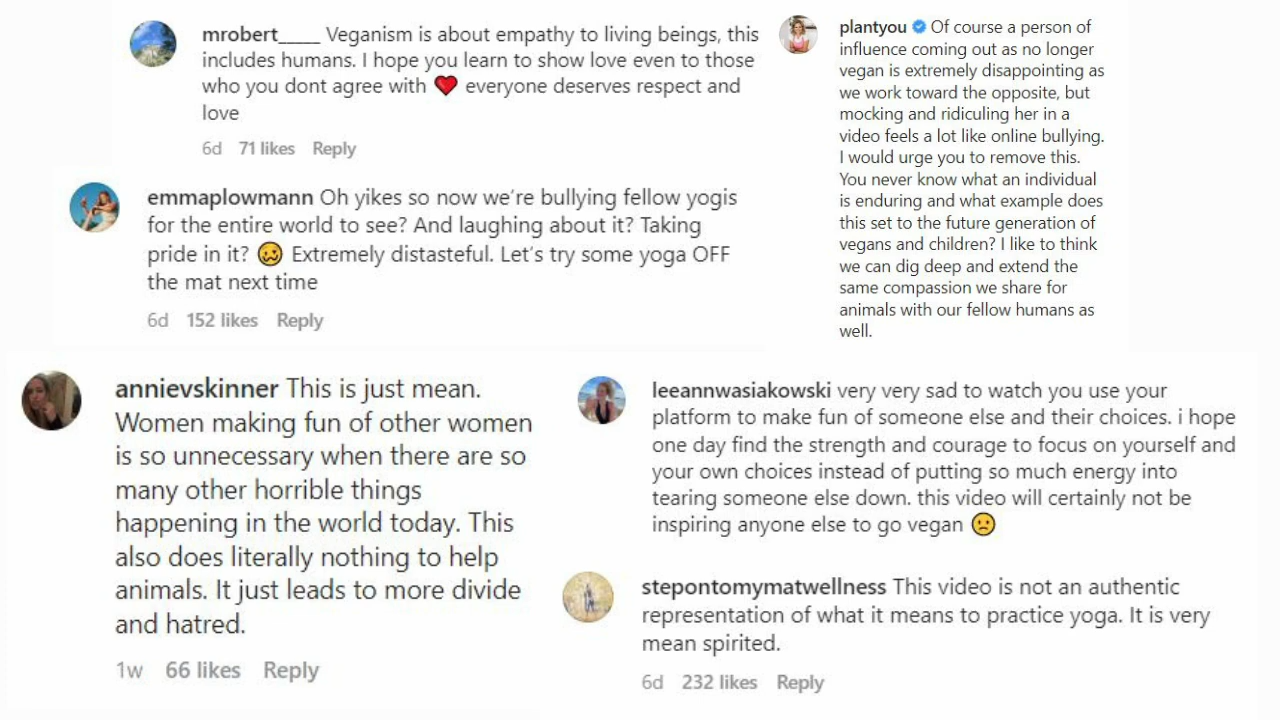 mrobert_____ Veganism is about empathy to living beings, this
includes humans. I hope you learn to show love even to those
who you dont agree with ❤️ everyone deserves respect and
love
6d 71 likes Reply
emmaplowmann Oh yikes so now we're bullying fellow yogis
for the entire world to see? And laughing about it? Taking
pride in it? 🥴 Extremely distasteful. Let's try some yoga OFF
the mat next time
6d 152 likes Reply
plantyou Of course a person of
influence coming out as no longer
vegan is extremely disappointing as
we work toward the opposite, but
mocking and ridiculing her in a
video feels a lot like online bullying.
I would urge you to remove this.
You never know what an individual
is enduring and what example does
this set to the future generation of
vegans and children? I like to think
we can dig deep and extend the
same compassion we share for
animals with our fellow humans as
well.
annievskinner This is just mean.
Women making fun of other women
is so unnecessary when there are so
many other horrible things
happening in the world today. This
also does literally nothing to help
animals. It just leads to more divide
and hatred.
1w 66 likes Reply
leeannwasiakowski very very sad to watch you use your
platform to make fun of someone else and their choices. i hope
one day find the strength and courage to focus on yourself and
your own choices instead of putting so much energy into
tearing someone else down. this video will certainly not be
inspiring anyone else to go vegan 🙁
stepontomymatwellness This video is not an authentic
representation of what it means to practice yoga. It is very
mean spirited.
6d 232 likes Reply